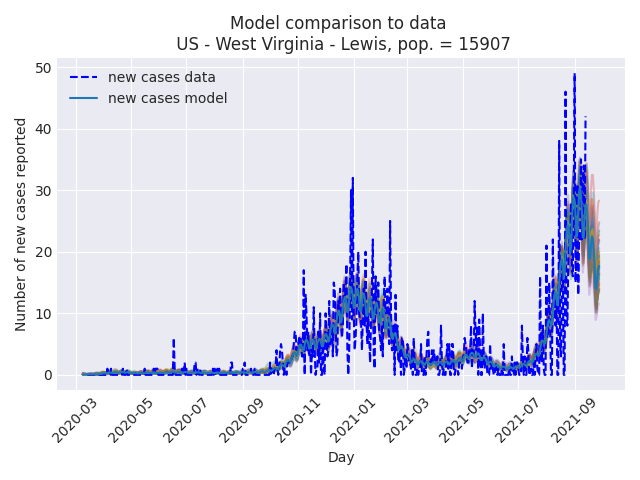 Model comparison to data
US - West Virginia - Lewis, pop. = 15907
new cases data
new cases model
Number of new cases reported
50
40
30
20
10
0
2020-03
2020-05
2020-07
2020-09
2020-11
2021-01
2021-03
2021-05
2021-07
2021-09
Day